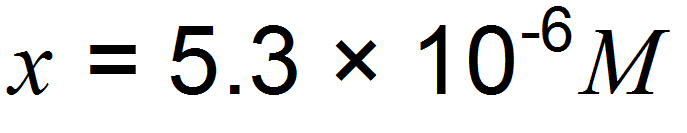 x = 5.3 × 10⁻⁶ M